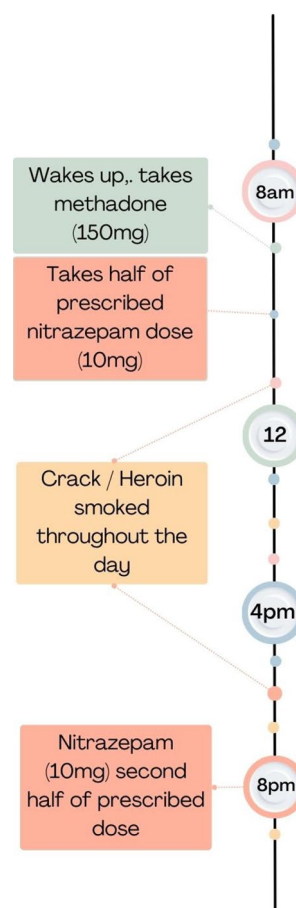 8am
Wakes up,. takes
methadone
(150mg)
Takes half of
prescribed
nitrazepam dose
(10mg)
12
Crack / Heroin
smoked
throughout the
day
4pm
Nitrazepam
(10mg) second
half of prescribed
dose
8pm